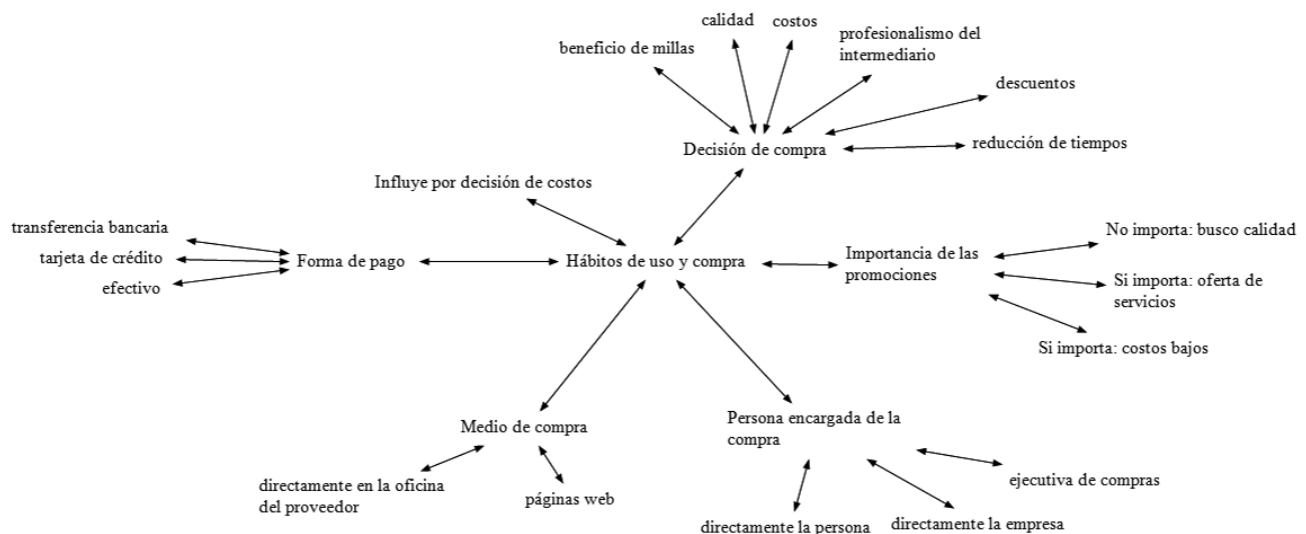 calidad
costos
beneficio de millas
profesionalismo del
intermediario
descuentos
reducción de tiempos
Decisión de compra
Influye por decisión de costos
transferencia bancaria
tarjeta de crédito
efectivo
Forma de pago
Hábitos de uso y compra
Importancia de las
promociones
No importa: busco calidad
Si importa: oferta de
servicios
Si importa: costos bajos
Medio de compra
directamente en la oficina
del proveedor
páginas web
Persona encargada de la
compra
ejecutiva de compras
directamente la empresa
directamente la persona